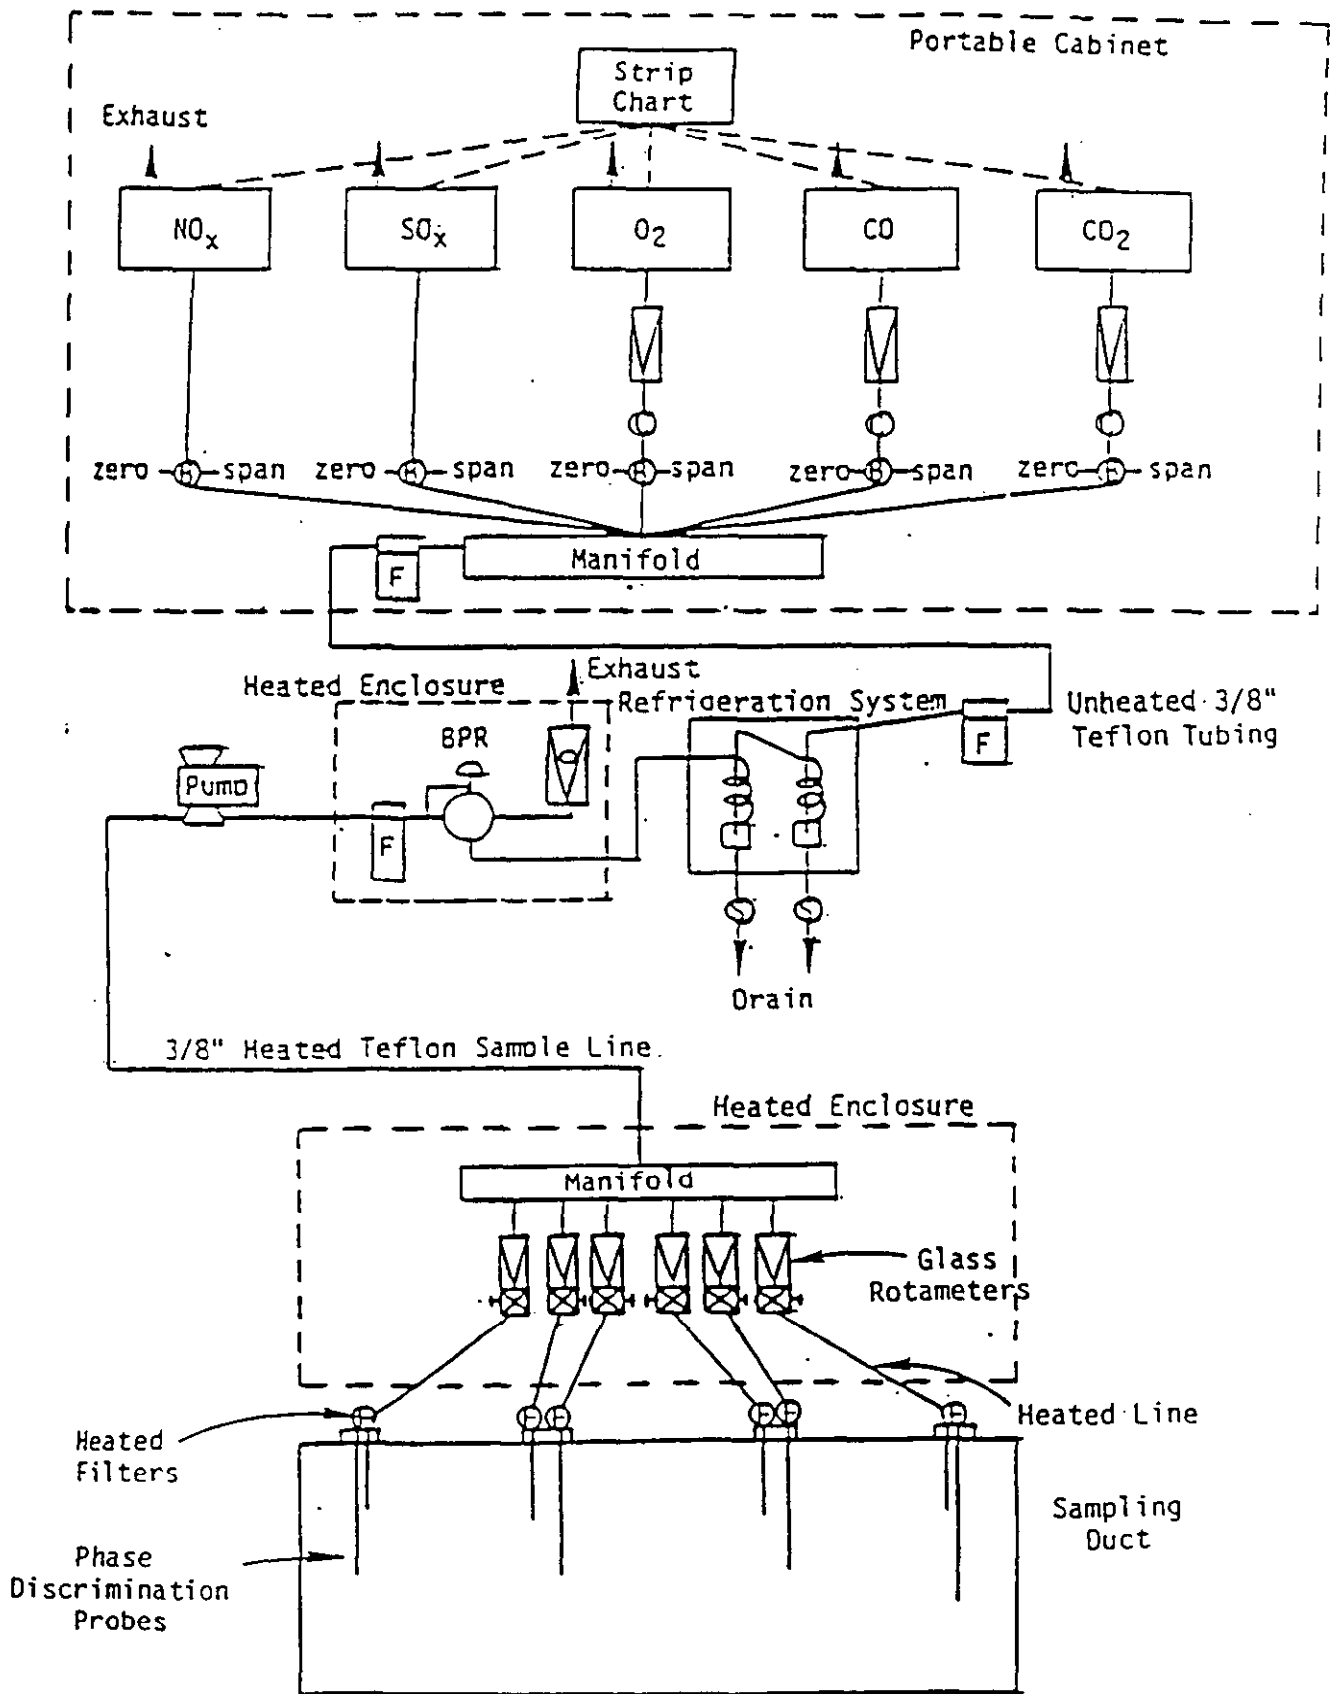 Portable Cabinet
Strip
Chart
Exhaust
NOx
SOx
O2
CO
CO2
zero
span
zero
span
zero
span
zero
span
zero
span
Manifold
F
Exhaust
Heated Enclosure
Refrigeration System
BPR
Unheated 3/8"
Teflon Tubing
F
Pump
F
S
S
Drain
3/8" Heated Teflon Sample Line
Heated Enclosure
Manifold
Glass
Rotameters
F
F
F
F
F
F
Heated Line
Heated
Filters
Sampling
Duct
Phase
Discrimination
Probes